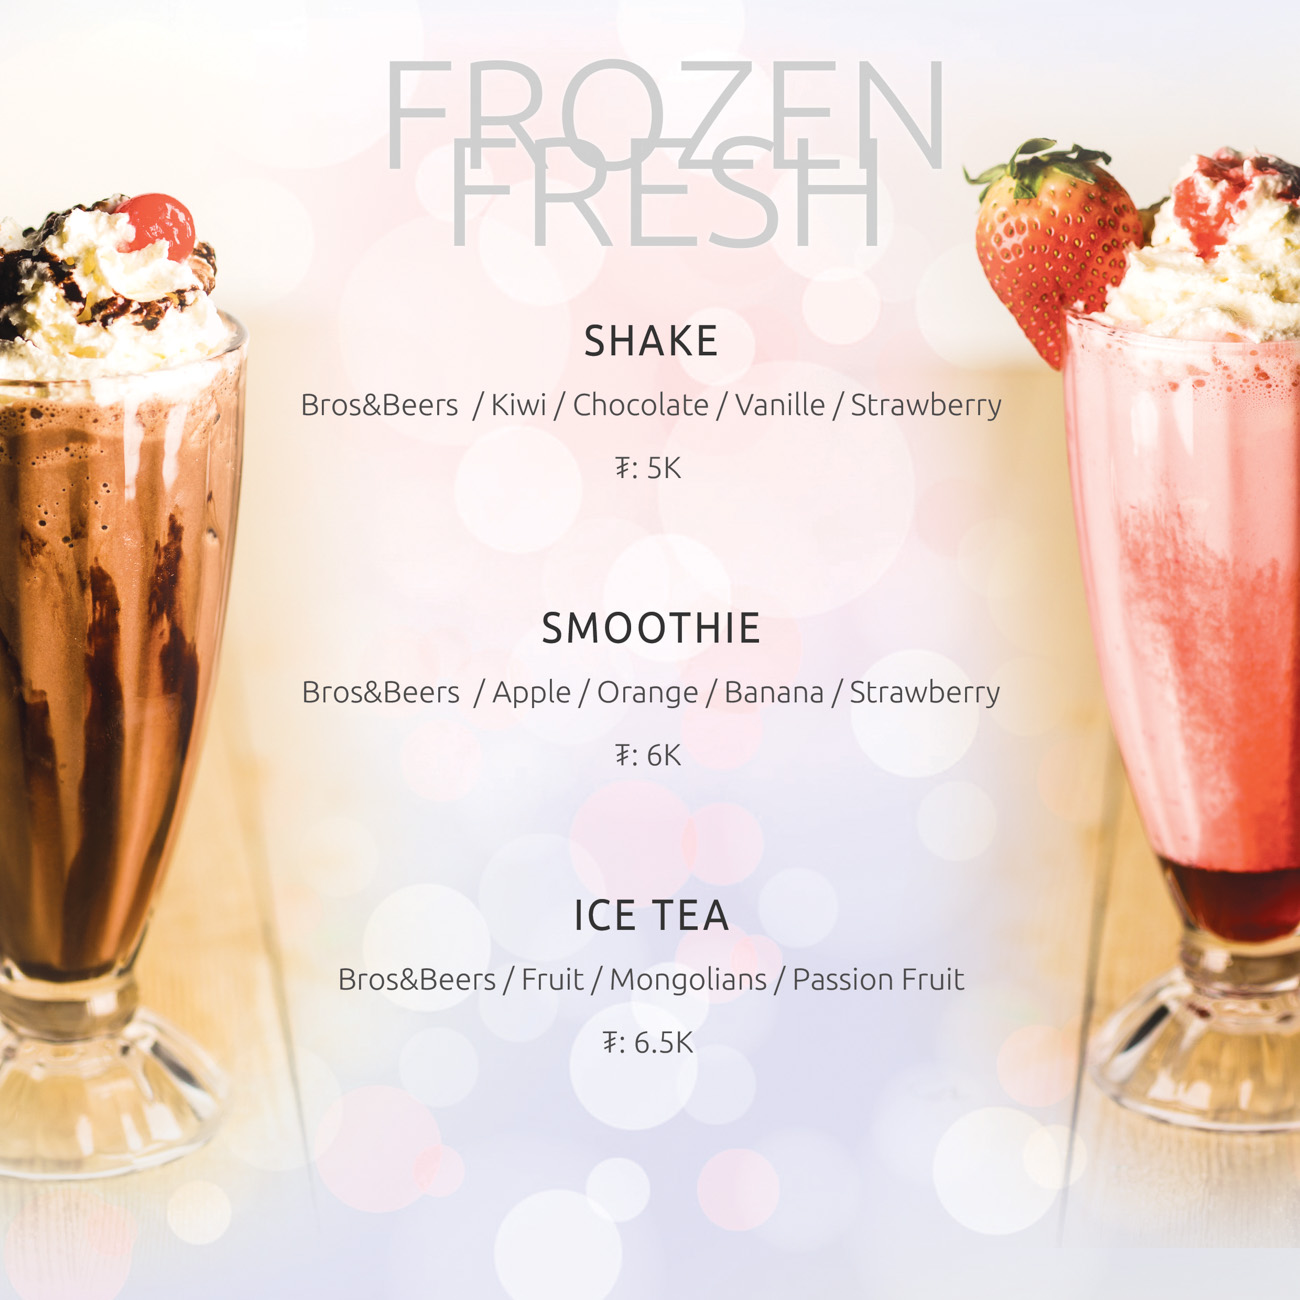 FROZEN
FRESH
SHAKE
Bros&Beers / Kiwi / Chocolate / Vanille / Strawberry
₮: 5K
SMOOTHIE
Bros&Beers / Apple / Orange / Banana / Strawberry
₮: 6K
ICE TEA
Bros&Beers / Fruit / Mongolians / Passion Fruit
₮: 6.5K